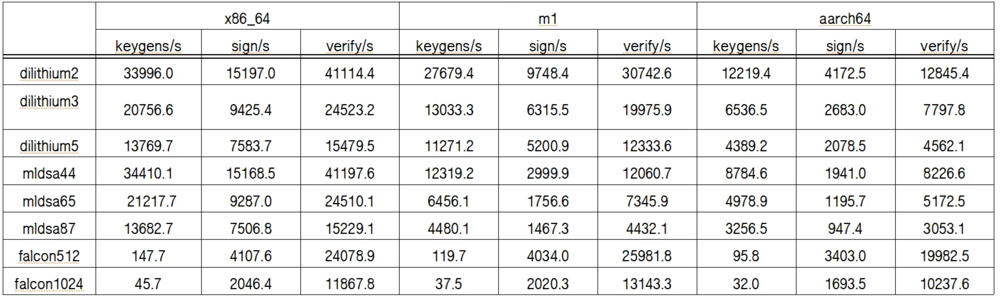 x86_64 m1 aarch64
keygens/s sign/s verify/s keygens/s sign/s verify/s keygens/s sign/s verify/s
dilithium2 33996.0 15197.0 41114.4 27679.4 9748.4 30742.6 12219.4 4172.5 12845.4
dilithium3 20756.6 9425.4 24523.2 13033.3 6315.5 19975.9 6536.5 2683.0 7797.8
dilithium5 13769.7 7583.7 15479.5 11271.2 5200.9 12333.6 4389.2 2078.5 4562.1
mldsa44 34410.1 15168.5 41197.6 12319.2 2999.9 12060.7 8784.6 1941.0 8226.6
mldsa65 21217.7 9287.0 24510.1 6456.1 1756.6 7345.9 4978.9 1195.7 5172.5
mldsa87 13682.7 7506.8 15229.1 4480.1 1467.3 4432.1 3256.5 947.4 3053.1
falcon512 147.7 4107.6 24078.9 119.7 4034.0 25981.8 95.8 3403.0 19982.5
falcon1024 45.7 2046.4 11867.8 37.5 2020.3 13143.3 32.0 1693.5 10237.6